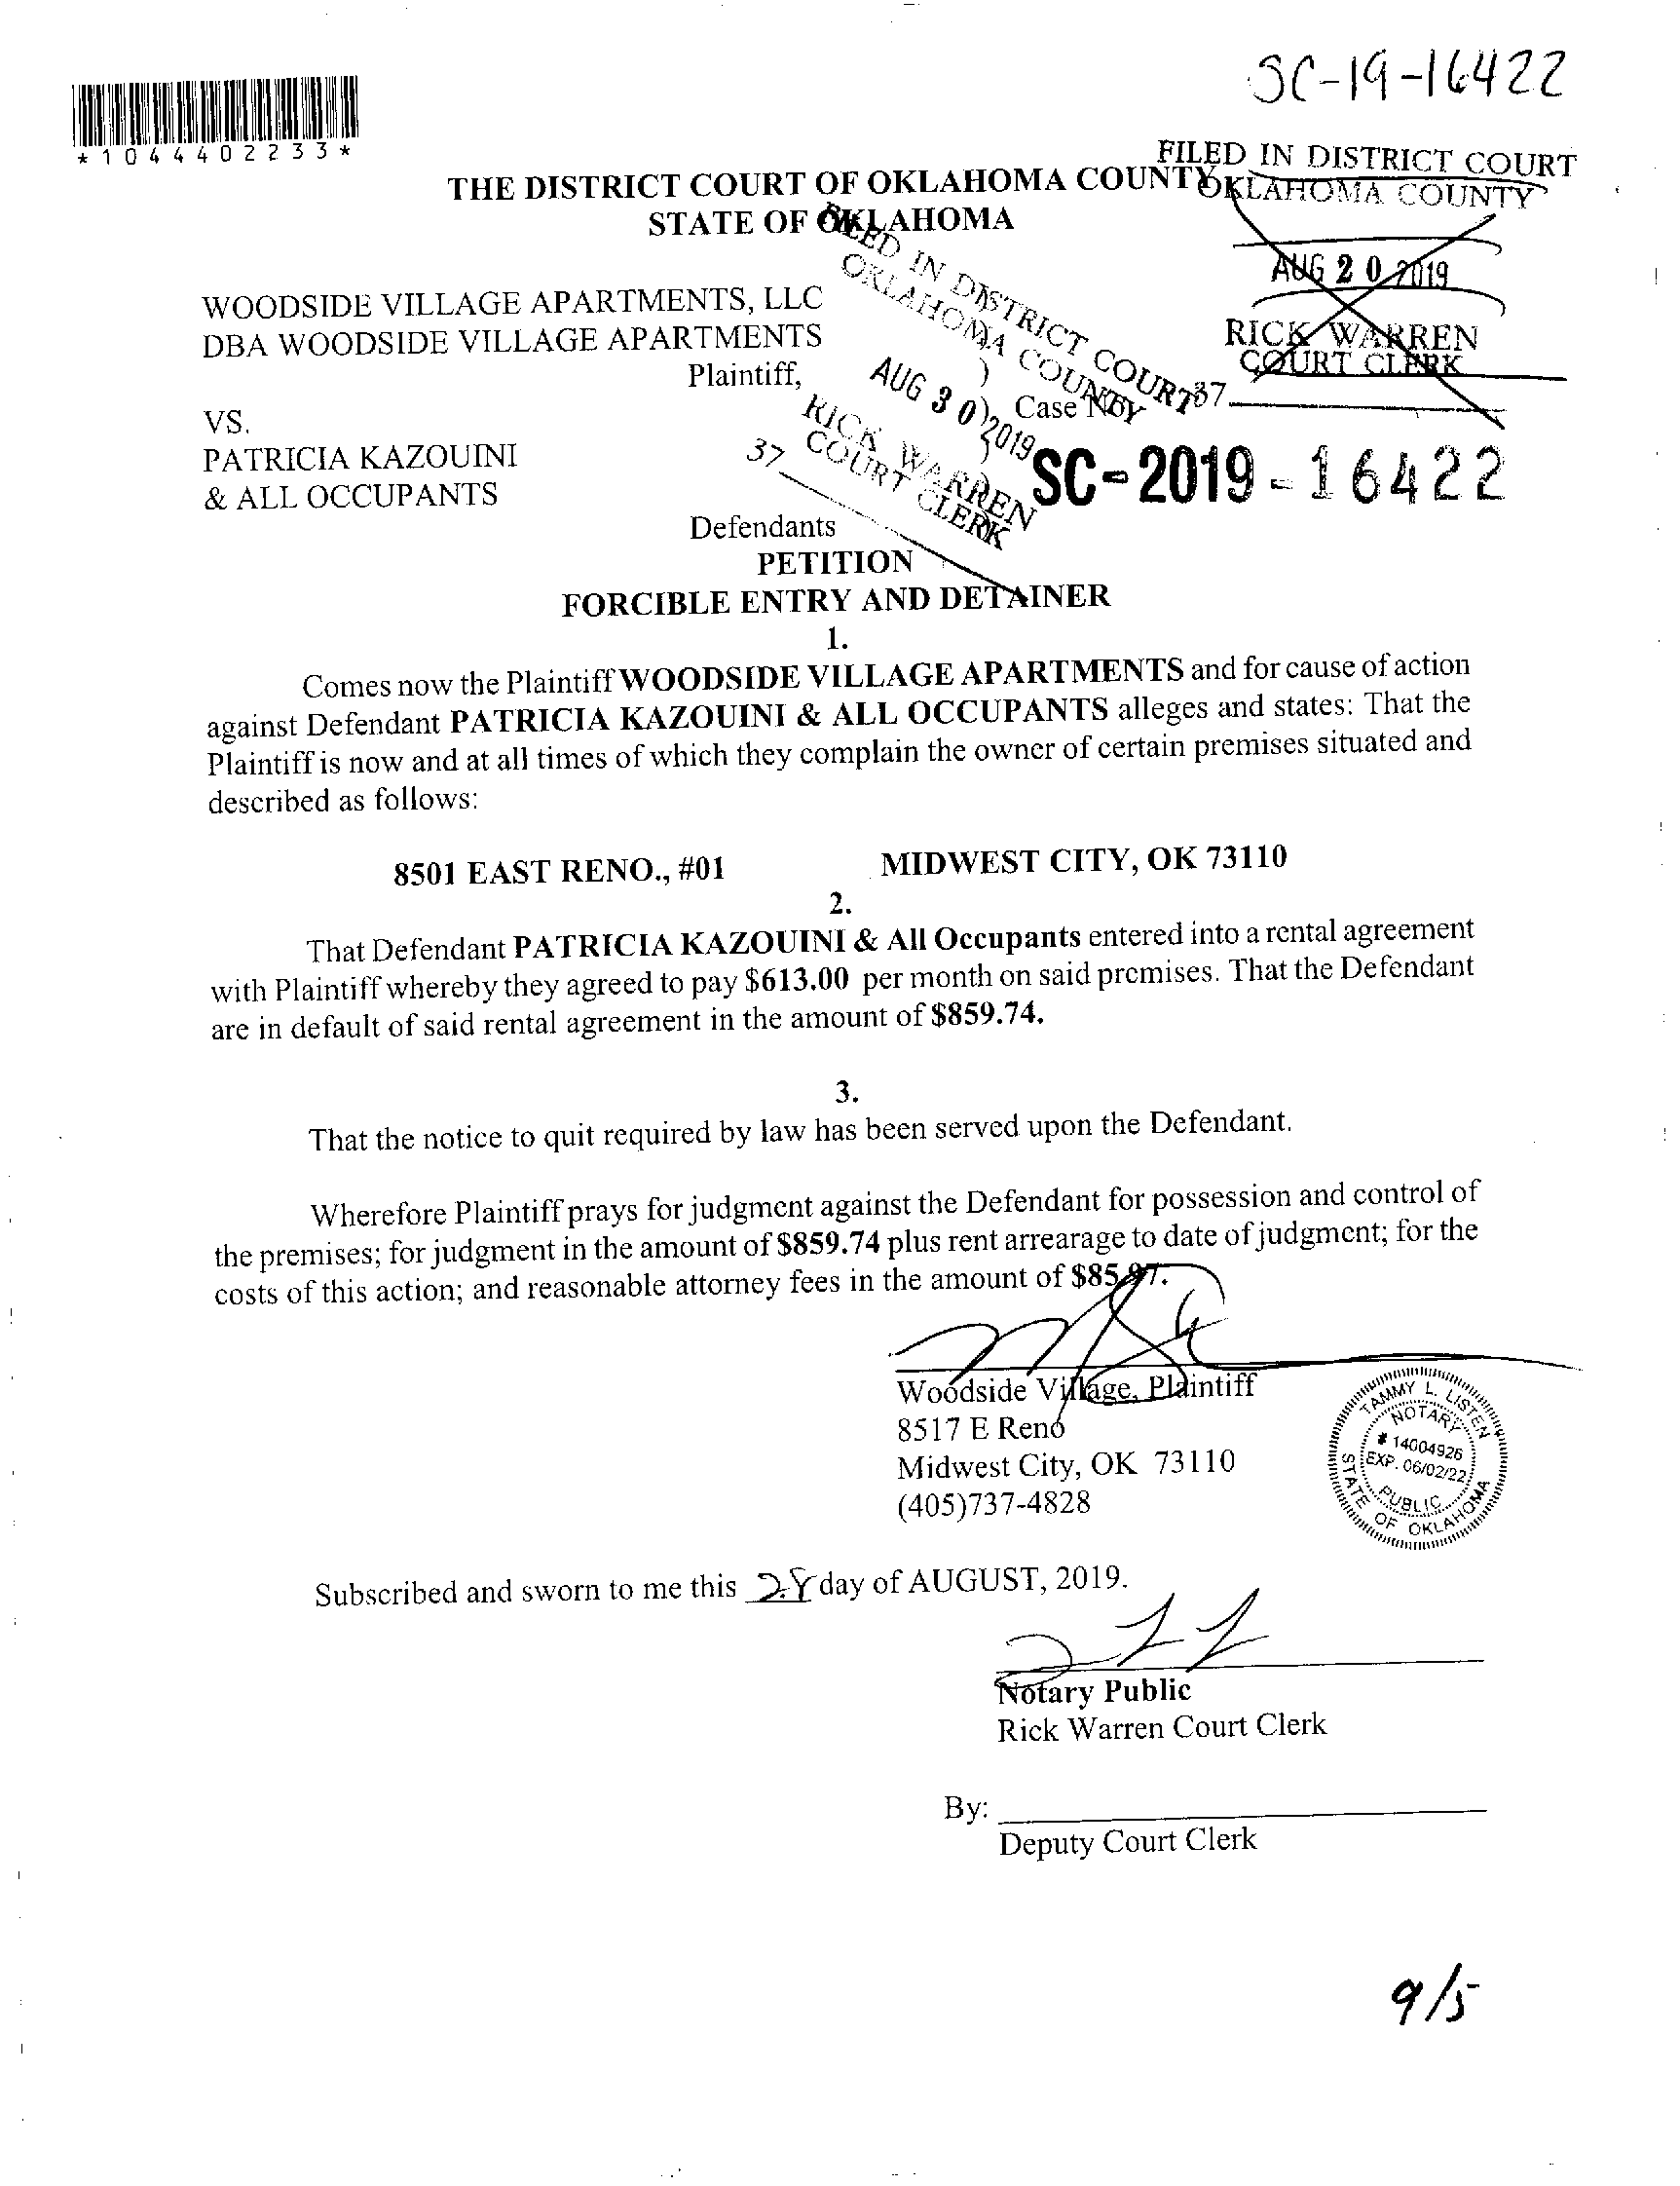 SC-19-16422
*1044402233*
FILED IN DISTRICT COURT
OKLAHOMA COUNTY
THE DISTRICT COURT OF OKLAHOMA COUNTY
STATE OF OKLAHOMA
AUG 20 2019
RICK WARREN
COURT CLERK
37
FILED IN DISTRICT COURT
OKLAHOMA COUNTY
AUG 30 2019
RICK WARREN
COURT CLERK
37
WOODSIDE VILLAGE APARTMENTS, LLC
DBA WOODSIDE VILLAGE APARTMENTS
Plaintiff, )
VS. ) Case No.
PATRICIA KAZOUINI )
& ALL OCCUPANTS
SC-2019-16422
Defendants
PETITION
FORCIBLE ENTRY AND DETAINER
1.
Comes now the Plaintiff WOODSIDE VILLAGE APARTMENTS and for cause of action
against Defendant PATRICIA KAZOUINI & ALL OCCUPANTS alleges and states: That the
Plaintiff is now and at all times of which they complain the owner of certain premises situated and
described as follows:
8501 EAST RENO., #01 MIDWEST CITY, OK 73110
2.
That Defendant PATRICIA KAZOUINI & All Occupants entered into a rental agreement
with Plaintiff whereby they agreed to pay $613.00 per month on said premises. That the Defendant
are in default of said rental agreement in the amount of $859.74.
3.
That the notice to quit required by law has been served upon the Defendant.
Wherefore Plaintiff prays for judgment against the Defendant for possession and control of
the premises; for judgment in the amount of $859.74 plus rent arrearage to date of judgment; for the
costs of this action; and reasonable attorney fees in the amount of $85.97.
Woodside Village, Plaintiff
8517 E Reno
Midwest City, OK 73110
(405)737-4828
TAMMY L. LISTEN
NOTARY
# 14004926
EXP. 06/02/22
PUBLIC
STATE OF OKLAHOMA
Subscribed and sworn to me this 28 day of AUGUST, 2019.
Notary Public
Rick Warren Court Clerk
By:
Deputy Court Clerk
9/5